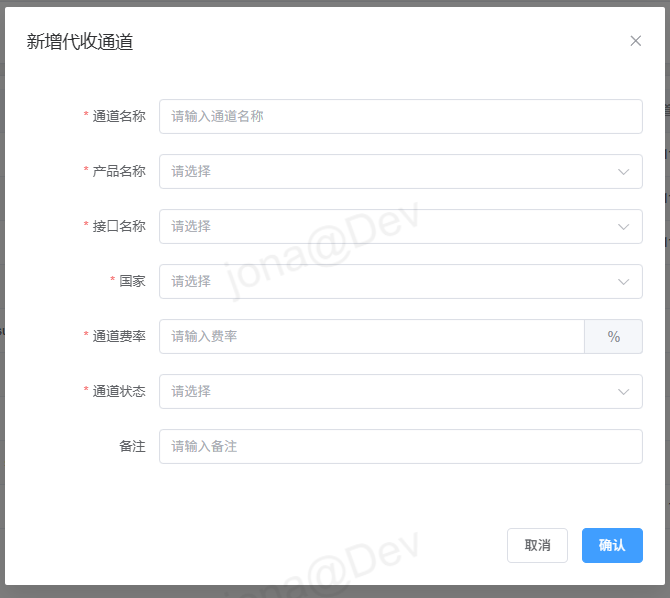 新增代收通道
* 通道名称 请输入通道名称
* 产品名称 请选择
* 接口名称 请选择
* 国家 请选择
* 通道费率 请输入费率 %
* 通道状态 请选择
备注 请输入备注
取消 确认
jona@Dev
jona@Dev